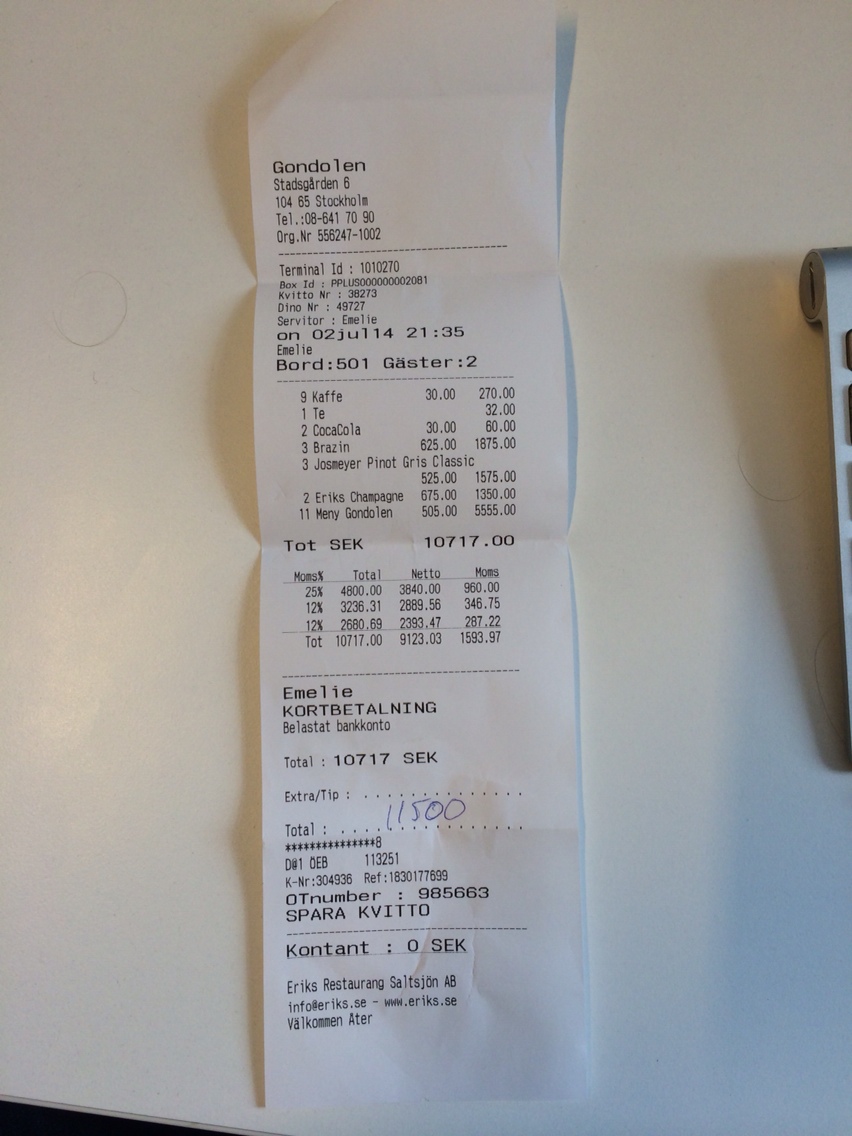 Gondolen
Stadsgården 6
104 65 Stockholm
Tel.:08-641 70 90
Org.Nr 556247-1002
Terminal Id : 1010270
Box Id : PPLUS000000002081
Kvitto Nr : 38273
Dino Nr : 49727
Servitor : Emelie
on 02jul14 21:35
Emelie
Bord:501 Gäster:2
9 Kaffe 30.00 270.00
1 Te 32.00
2 CocaCola 30.00 60.00
3 Brazin 625.00 1875.00
3 Josmeyer Pinot Gris Classic
525.00 1575.00
2 Eriks Champagne 675.00 1350.00
11 Meny Gondolen 505.00 5555.00
Tot SEK 10717.00
Moms% Total Netto Moms
25% 4800.00 3840.00 960.00
12% 3236.31 2889.56 346.75
12% 2680.69 2393.47 287.22
Tot 10717.00 9123.03 1593.97
Emelie
KORTBETALNING
Belastat bankkonto
Total : 10717 SEK
Extra/Tip : . . . . . . . . . . . . . .
11500
Total : . . . . . . . . . . . . . . . .
***************8
D@1 ÖEB 113251
K-Nr:304936 Ref:1830177699
OTnumber : 985663
SPARA KVITTO
Kontant : 0 SEK
Eriks Restaurang Saltsjön AB
info@eriks.se - www.eriks.se
Välkommen Ater